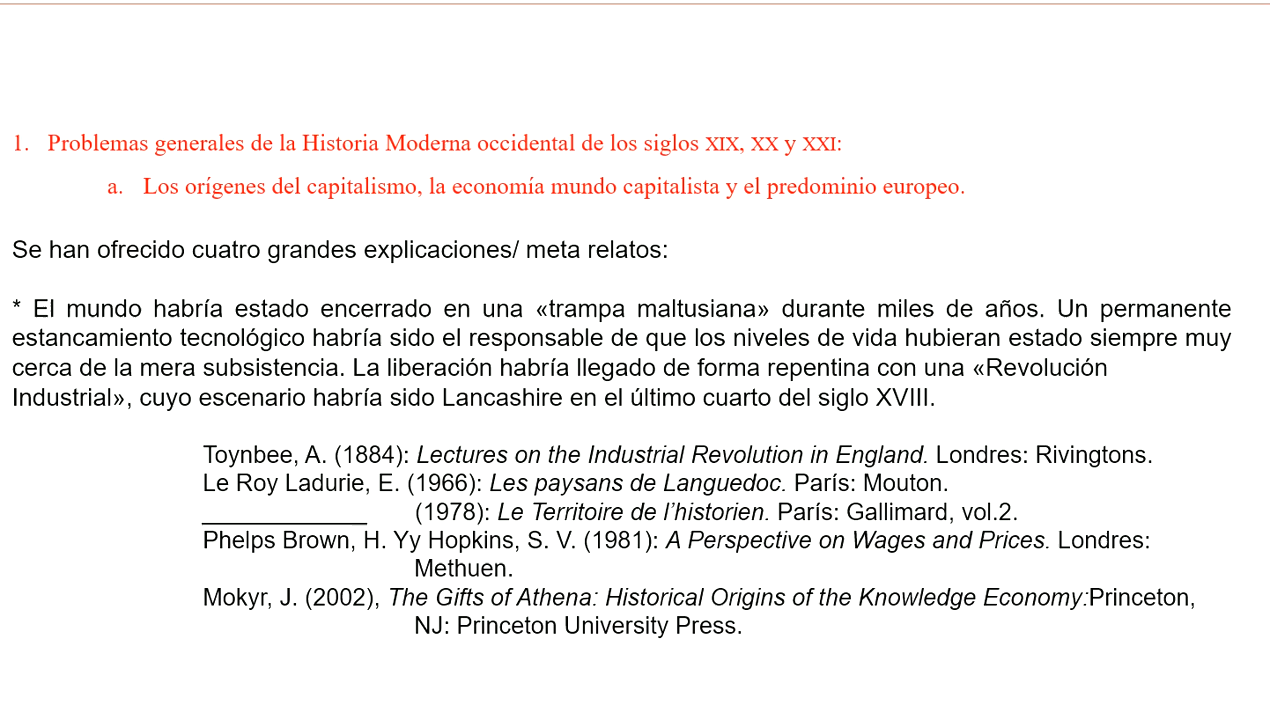 1. Problemas generales de la Historia Moderna occidental de los siglos XIX, XX y XXI:
a. Los orígenes del capitalismo, la economía mundo capitalista y el predominio europeo.
Se han ofrecido cuatro grandes explicaciones/ meta relatos:
* El mundo habría estado encerrado en una «trampa maltusiana» durante miles de años. Un permanente
estancamiento tecnológico habría sido el responsable de que los niveles de vida hubieran estado siempre muy
cerca de la mera subsistencia. La liberación habría llegado de forma repentina con una «Revolución
Industrial», cuyo escenario habría sido Lancashire en el último cuarto del siglo XVIII.
Toynbee, A. (1884): Lectures on the Industrial Revolution in England. Londres: Rivingtons.
Le Roy Ladurie, E. (1966): Les paysans de Languedoc. París: Mouton.
____________ (1978): Le Territoire de l’historien. París: Gallimard, vol.2.
Phelps Brown, H. Yy Hopkins, S. V. (1981): A Perspective on Wages and Prices. Londres:
Methuen.
Mokyr, J. (2002), The Gifts of Athena: Historical Origins of the Knowledge Economy:Princeton,
NJ: Princeton University Press.